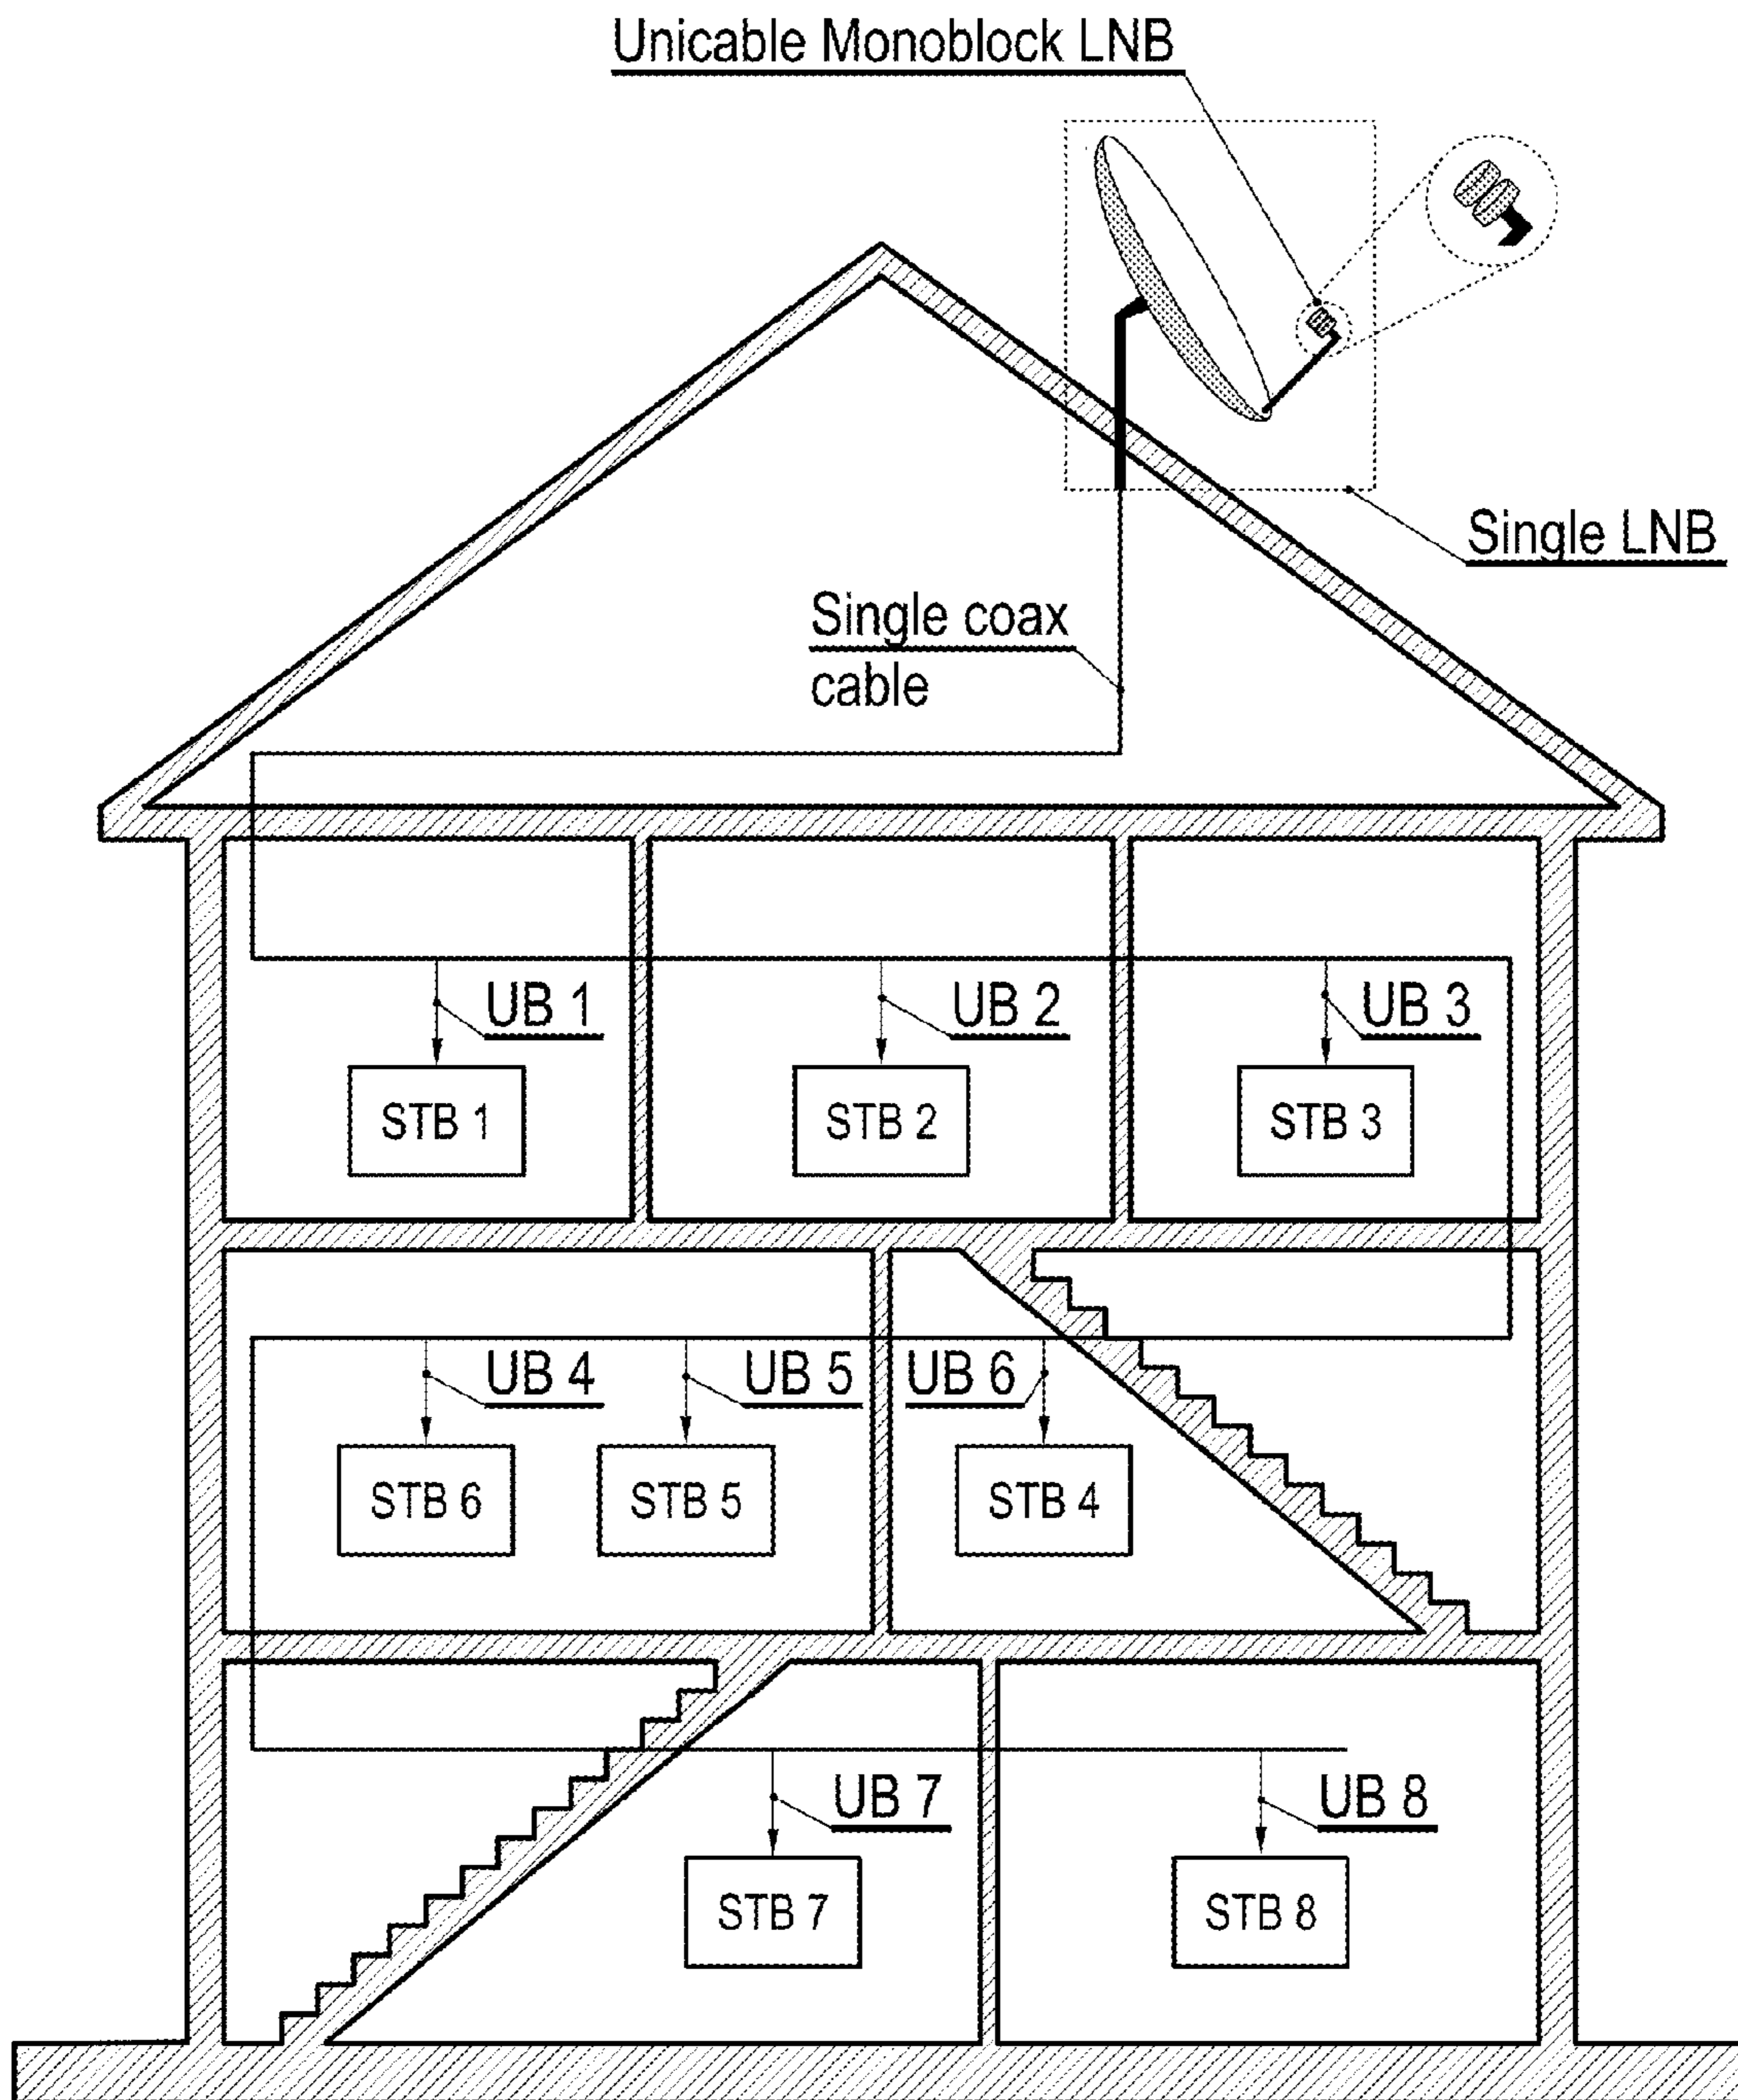 Unicable Monoblock LNB
Single LNB
Single coax
cable
UB 1
UB 2
UB 3
STB 1
STB 2
STB 3
UB 4
UB 5
UB 6
STB 6
STB 5
STB 4
UB 7
UB 8
STB 7
STB 8